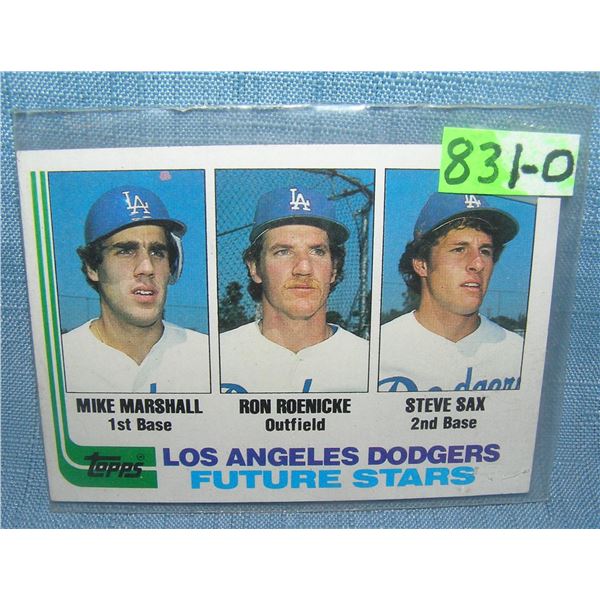 831-0
LA
LA
LA
Dodgers
MIKE MARSHALL
1st Base
RON ROENICKE
Outfield
STEVE SAX
2nd Base
topps
LOS ANGELES DODGERS
FUTURE STARS